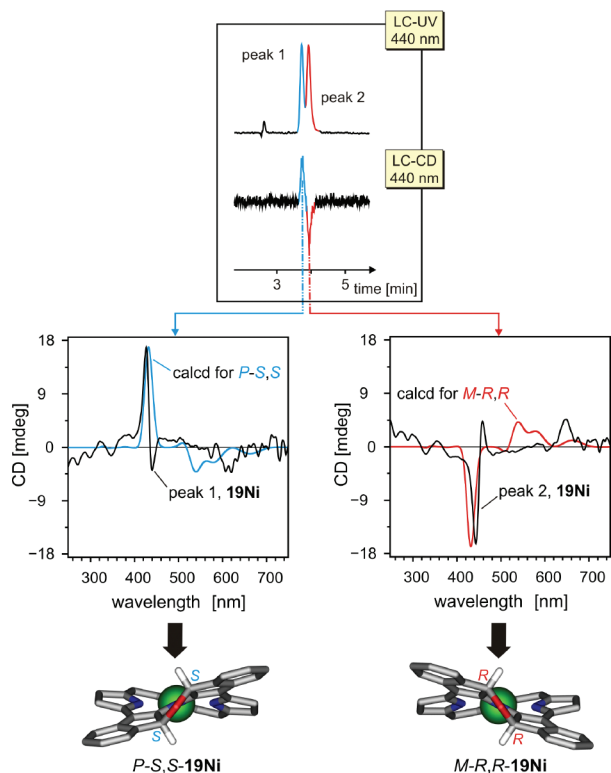 LC-UV
440 nm
peak 1
peak 2
LC-CD
440 nm
3
5
time [min]
18
9
0
−9
−18
CD [mdeg]
calcd for P-S,S
peak 1, 19Ni
300 400 500 600 700
wavelength [nm]
18
9
0
−9
−18
CD [mdeg]
calcd for M-R,R
peak 2, 19Ni
300 400 500 600 700
wavelength [nm]
S
S
P-S,S-19Ni
R
R
M-R,R-19Ni